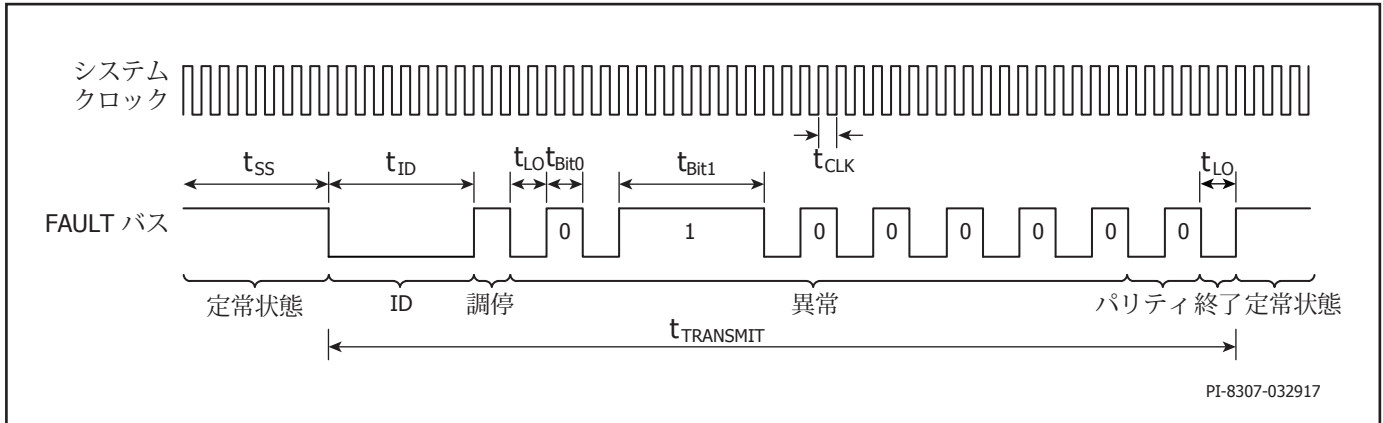 システム
クロック
tSS
tID
tLO
tBit0
tBit1
tCLK
tLO
FAULT バス
0
1
0
0
0
0
0
0
定常状態
ID
調停
異常
パリティ
終了
定常状態
tTRANSMIT
PI-8307-032917